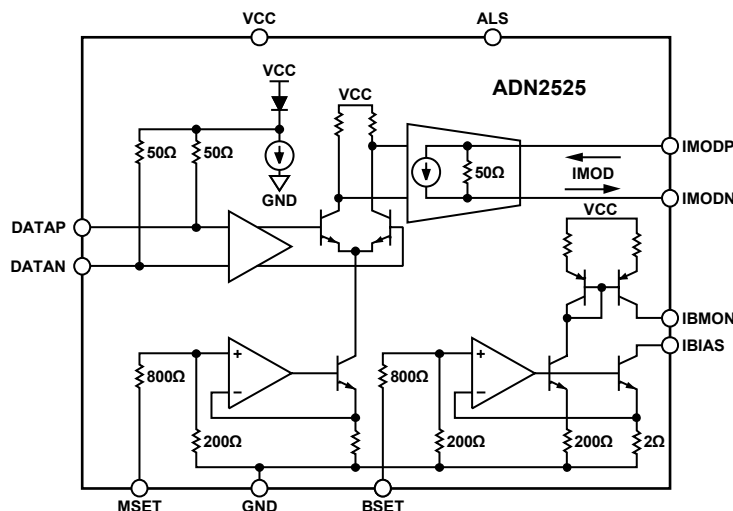 VCC
ALS
ADN2525
VCC
VCC
50Ω
50Ω
GND
50Ω
IMOD
IMODP
IMODN
DATAP
DATAN
VCC
IBMON
IBIAS
+
−
+
−
800Ω
200Ω
800Ω
200Ω
200Ω
2Ω
MSET
GND
BSET